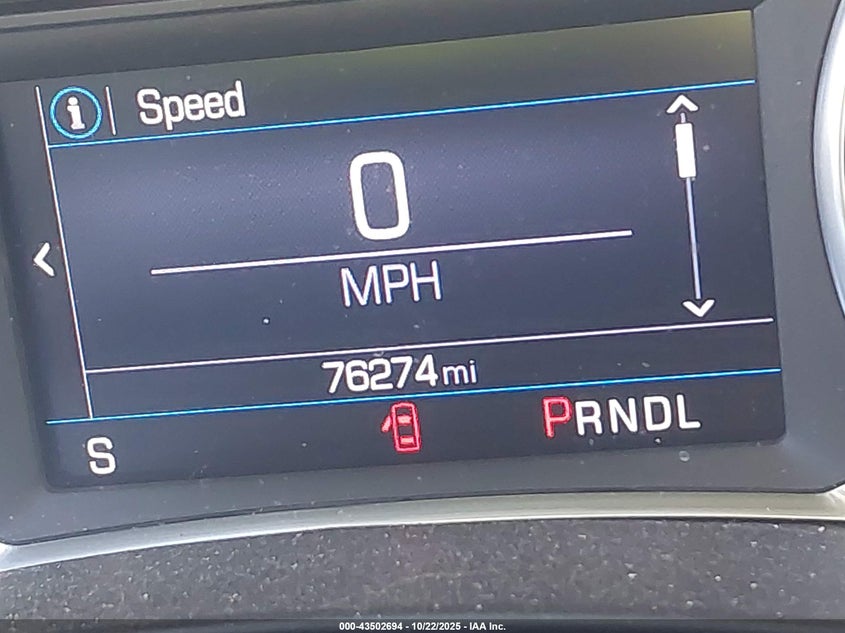 i Speed
0
MPH
76274 mi
S PRNDL
000-43502694 - 10/22/2025 - IAA Inc.